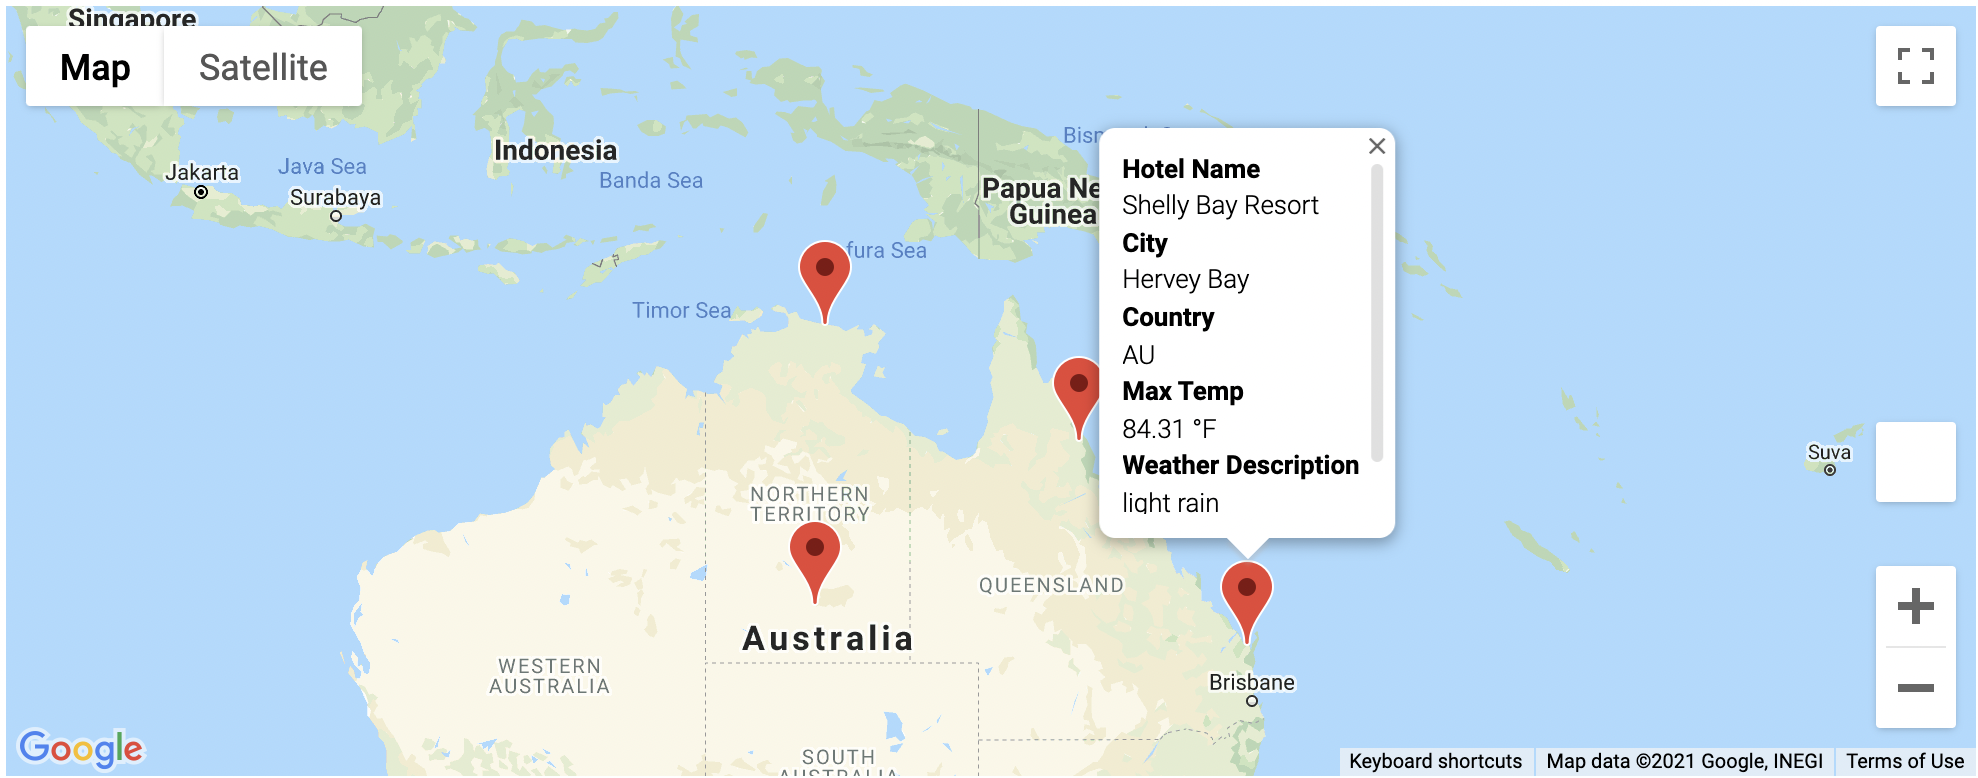 Singapore
Map
Satellite
Jakarta
Java Sea
Surabaya
Indonesia
Banda Sea
Papua Ne
Guinea
fura Sea
Timor Sea
Hotel Name
Shelly Bay Resort
City
Hervey Bay
Country
AU
Max Temp
84.31 °F
Weather Description
light rain
Suva
NORTHERN
TERRITORY
QUEENSLAND
Australia
WESTERN
AUSTRALIA
Brisbane
SOUTH
AUSTRALIA
Google
Keyboard shortcuts
Map data ©2021 Google, INEGI
Terms of Use